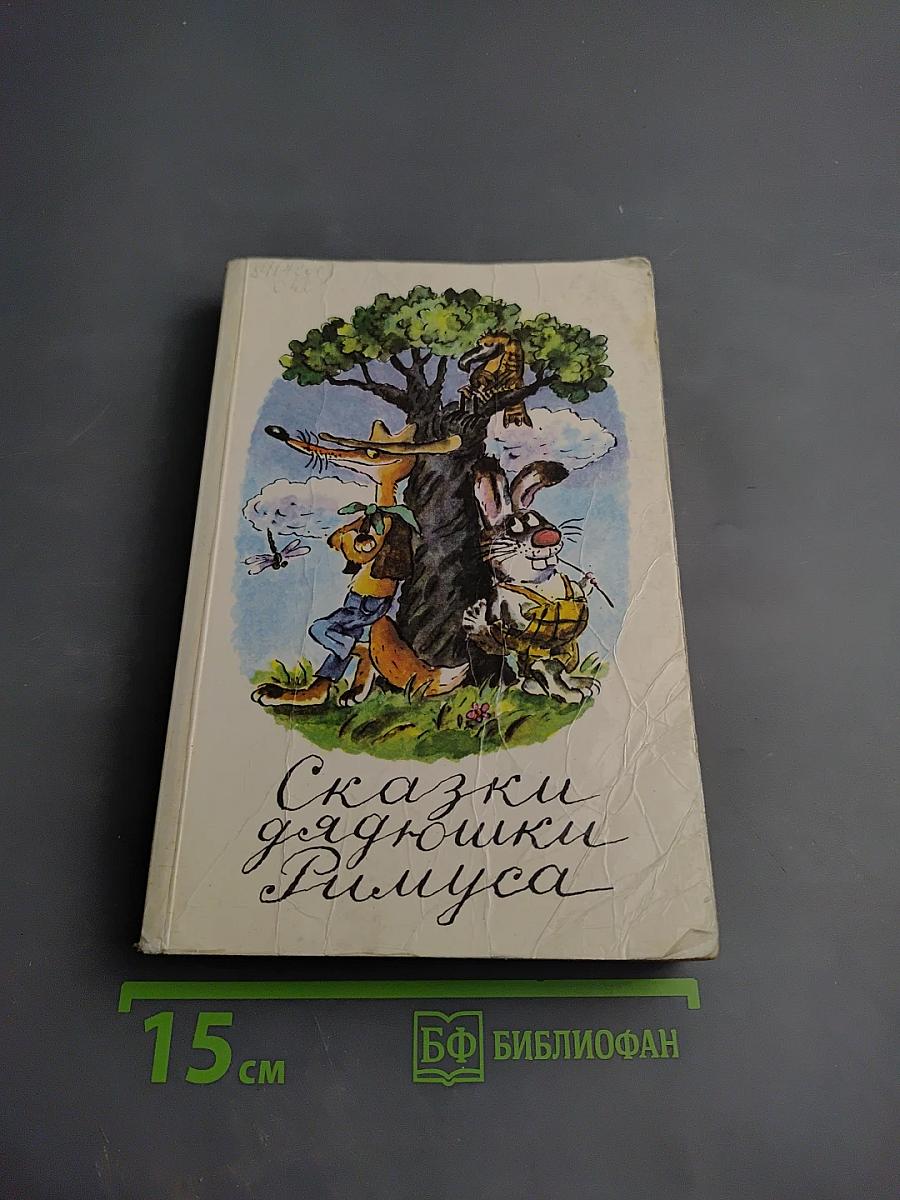 Сказки
дядюшки
Римуса
15 см
БФ БИБЛИОФАН